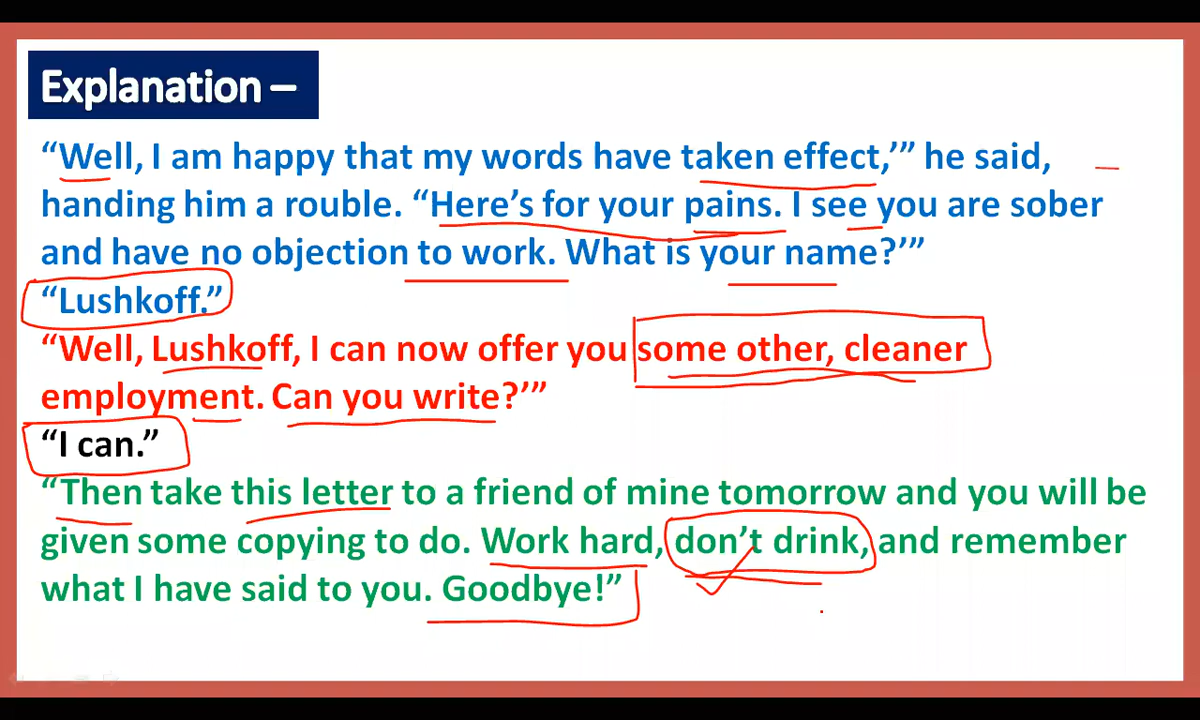 Explanation –
“Well, I am happy that my words have taken effect,’” he said,
handing him a rouble. “Here’s for your pains. I see you are sober
and have no objection to work. What is your name?’”
“Lushkoff.”
“Well, Lushkoff, I can now offer you some other, cleaner
employment. Can you write?’”
“I can.”
“Then take this letter to a friend of mine tomorrow and you will be
given some copying to do. Work hard, don’t drink, and remember
what I have said to you. Goodbye!”